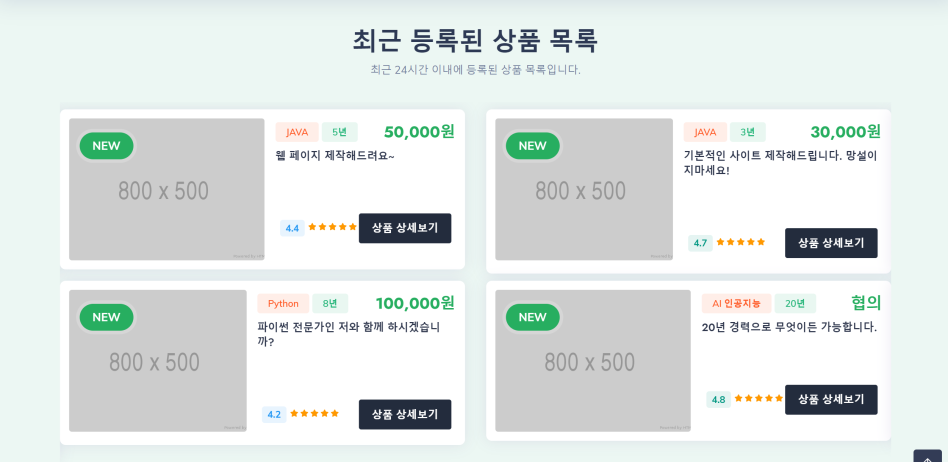 최근 등록된 상품 목록
최근 24시간 이내에 등록된 상품 목록입니다.
NEW
800 x 500
JAVA 5년 50,000원
웹 페이지 제작해드려요~
4.4 상품 상세보기
NEW
800 x 500
JAVA 3년 30,000원
기본적인 사이트 제작해드립니다. 망설이
지마세요!
4.7 상품 상세보기
NEW
800 x 500
Python 8년 100,000원
파이썬 전문가인 저와 함께 하시겠습니
까?
4.2 상품 상세보기
NEW
800 x 500
AI 인공지능 20년 협의
20년 경력으로 무엇이든 가능합니다.
4.8 상품 상세보기